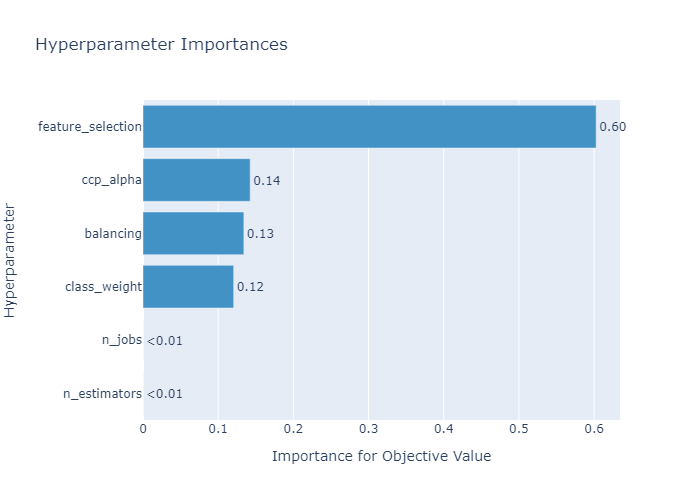 Hyperparameter Importances
Hyperparameter
feature_selection 0.60
ccp_alpha 0.14
balancing 0.13
class_weight 0.12
n_jobs <0.01
n_estimators <0.01
0 0.1 0.2 0.3 0.4 0.5 0.6
Importance for Objective Value